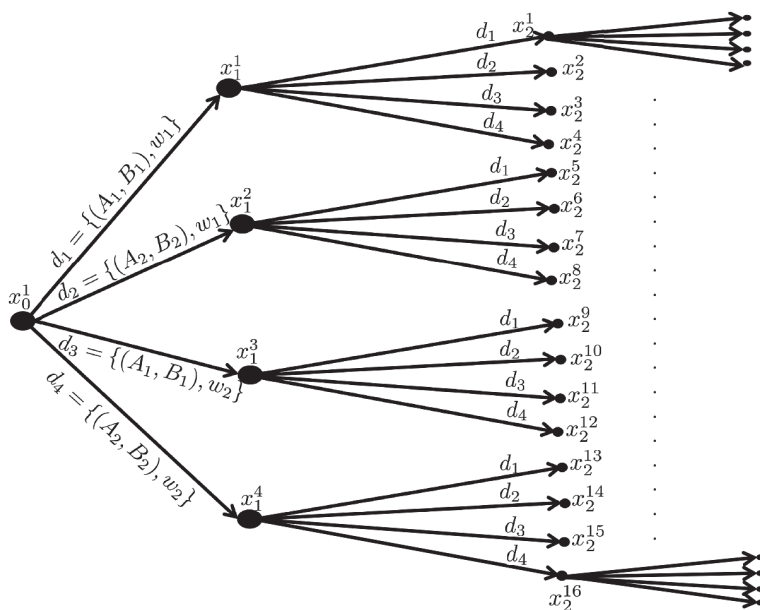 x_0^1
d_1 = {(A_1, B_1), w_1}
d_2 = {(A_2, B_2), w_1}
d_3 = {(A_1, B_1), w_2}
d_4 = {(A_2, B_2), w_2}
x_1^1
d_1 x_2^1
d_2 x_2^2
d_3 x_2^3
d_4 x_2^4
x_1^2
d_1 x_2^5
d_2 x_2^6
d_3 x_2^7
d_4 x_2^8
x_1^3
d_1 x_2^9
d_2 x_2^{10}
d_3 x_2^{11}
d_4 x_2^{12}
x_1^4
d_1 x_2^{13}
d_2 x_2^{14}
d_3 x_2^{15}
d_4 x_2^{16}